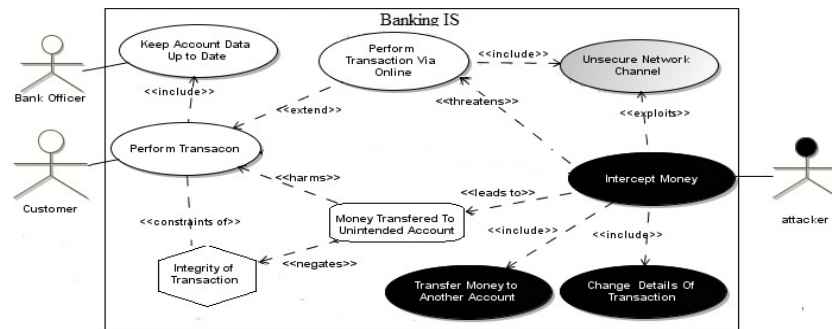 Banking IS
Keep Account Data
Up to Date
Perform
Transaction Via
Online
<<include>>
Unsecure Network
Channel
Bank Officer
<<include>>
<<extend>>
<<threatens>>
<<exploits>>
Perform Transacon
<<harms>>
Intercept Money
Customer
<<leads to>>
attacker
<<constraints of>>
Money Transfered To
Unintended Account
<<include>>
<<include>>
Integrity of
Transaction
<<negates>>
Transfer Money to
Another Account
Change Details Of
Transaction